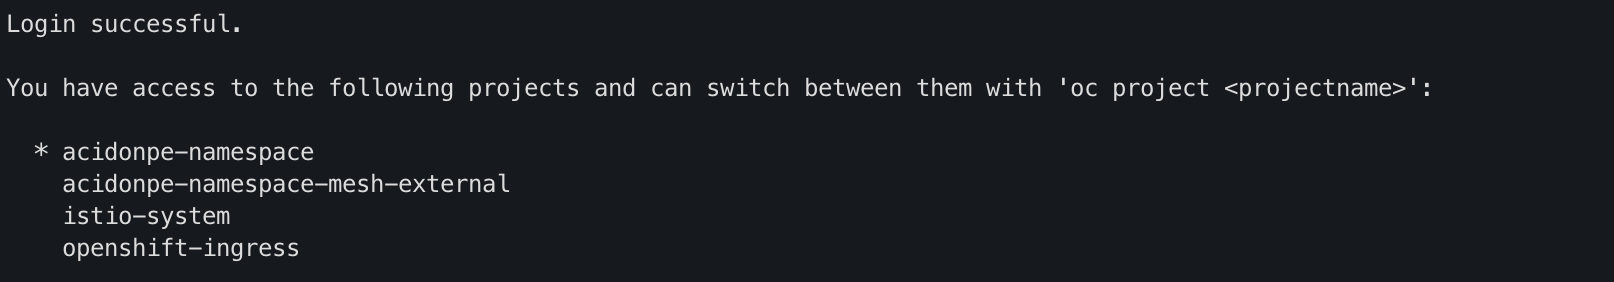 Login successful.
You have access to the following projects and can switch between them with 'oc project <projectname>':
* acidonpe-namespace
acidonpe-namespace-mesh-external
istio-system
openshift-ingress